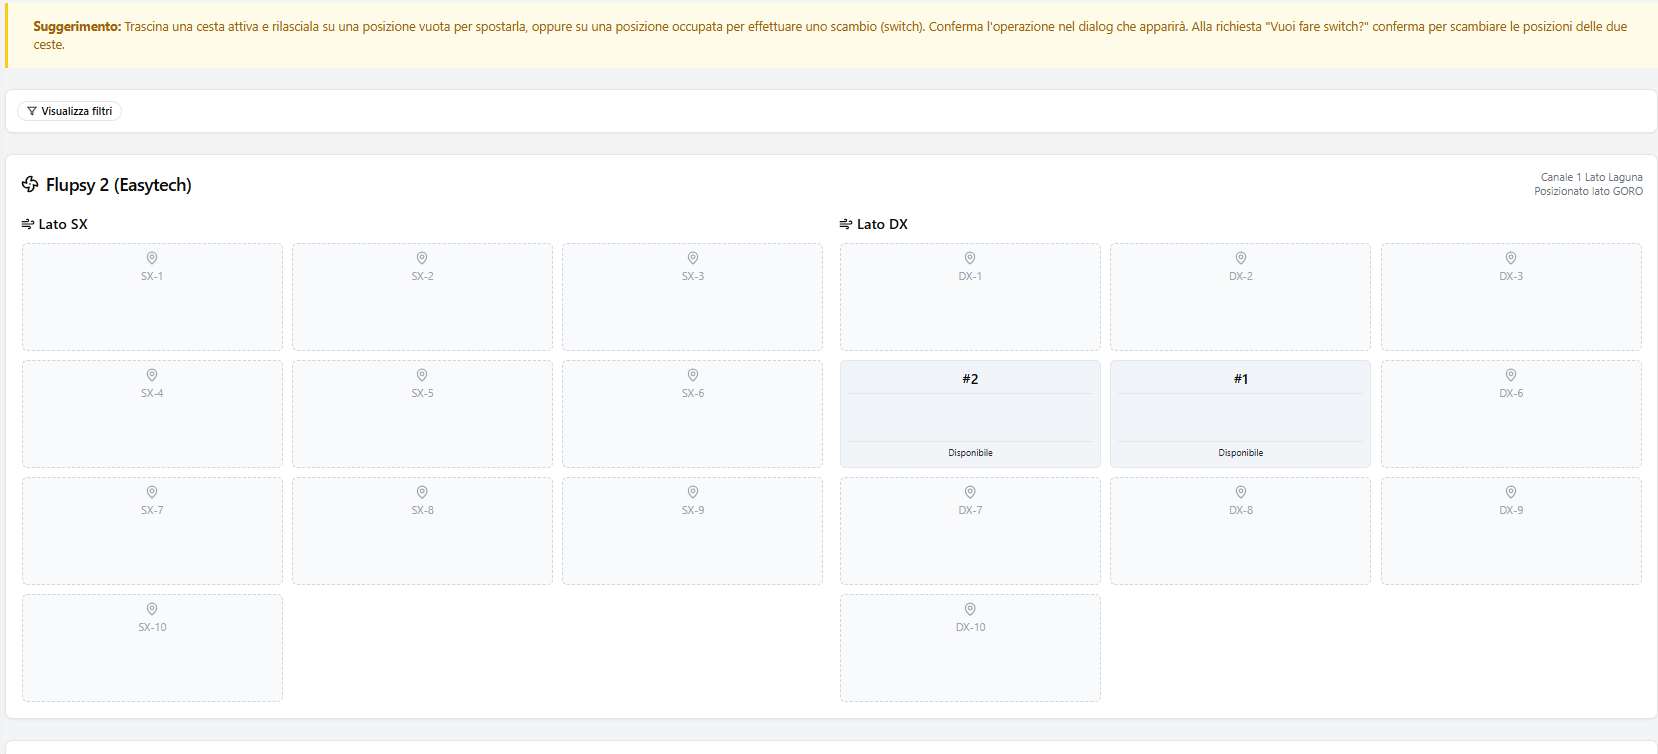 Suggerimento: Trascina una cesta attiva e rilasciala su una posizione vuota per spostarla, oppure su una posizione occupata per effettuare uno scambio (switch). Conferma l'operazione nel dialog che apparirà. Alla richiesta "Vuoi fare switch?" conferma per scambiare le posizioni delle due
ceste.
Visualizza filtri
Flupsy 2 (Easytech)
Canale 1 Lato Laguna
Posizionato lato GORO
Lato SX
SX-1
SX-2
SX-3
SX-4
SX-5
SX-6
SX-7
SX-8
SX-9
SX-10
Lato DX
DX-1
DX-2
DX-3
#2
Disponibile
#1
Disponibile
DX-6
DX-7
DX-8
DX-9
DX-10